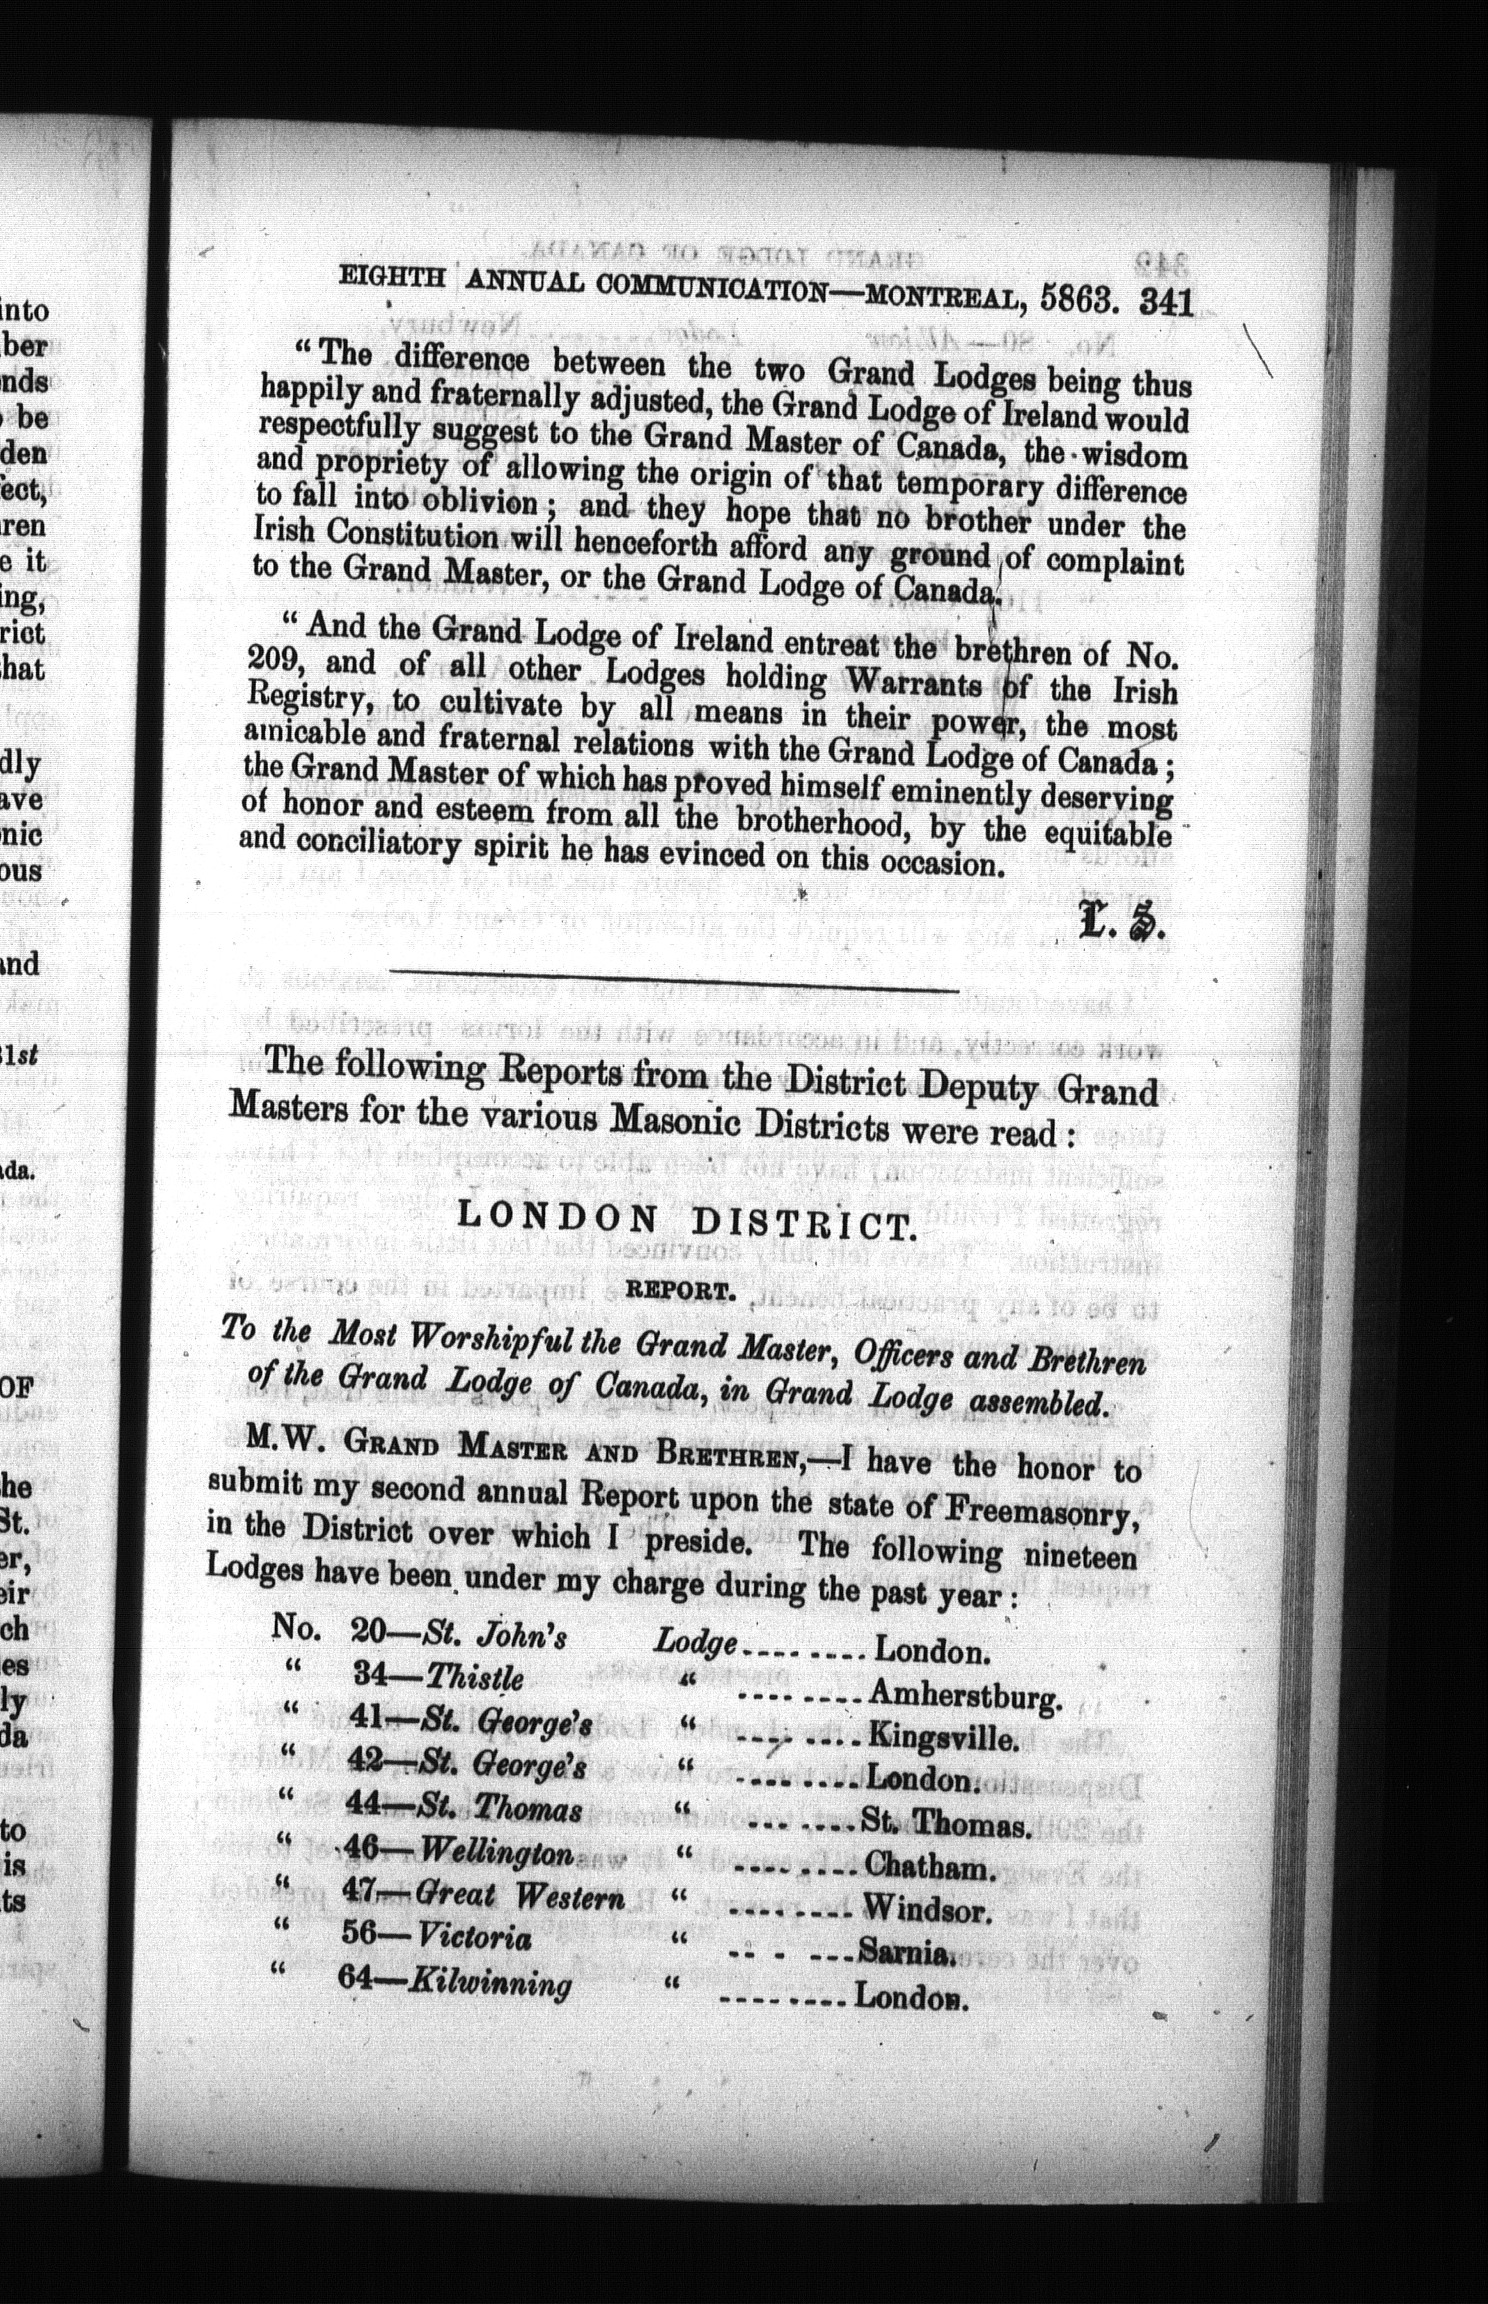 EIGHTH ANNUAL COMMUNICATION—MONTREAL, 5863. 341
“The difference between the two Grand Lodges being thus
happily and fraternally adjusted, the Grand Lodge of Ireland would
respectfully suggest to the Grand Master of Canada, the wisdom
and propriety of allowing the origin of that temporary difference
to fall into oblivion; and they hope that no brother under the
Irish Constitution will henceforth afford any ground of complaint
to the Grand Master, or the Grand Lodge of Canada.
“And the Grand Lodge of Ireland entreat the brethren of No.
209, and of all other Lodges holding Warrants of the Irish
Registry, to cultivate by all means in their power, the most
amicable and fraternal relations with the Grand Lodge of Canada;
the Grand Master of which has proved himself eminently deserving
of honor and esteem from all the brotherhood, by the equitable
and conciliatory spirit he has evinced on this occasion.
L. S.
The following Reports from the District Deputy Grand
Masters for the various Masonic Districts were read:
LONDON DISTRICT.
REPORT.
To the Most Worshipful the Grand Master, Officers and Brethren
of the Grand Lodge of Canada, in Grand Lodge assembled.
M.W. GRAND MASTER AND BRETHREN,—I have the honor to
submit my second annual Report upon the state of Freemasonry,
in the District over which I preside. The following nineteen
Lodges have been under my charge during the past year:
No. 20—St. John's Lodge........London.
“ 34—Thistle “ ........Amherstburg.
“ 41—St. George's “ ........Kingsville.
“ 42—St. George's “ ........London.
“ 44—St. Thomas “ ........St. Thomas.
“ 46—Wellington “ ........Chatham.
“ 47—Great Western “ ........Windsor.
“ 56—Victoria “ ........Sarnia.
“ 64—Kilwinning “ ........London.